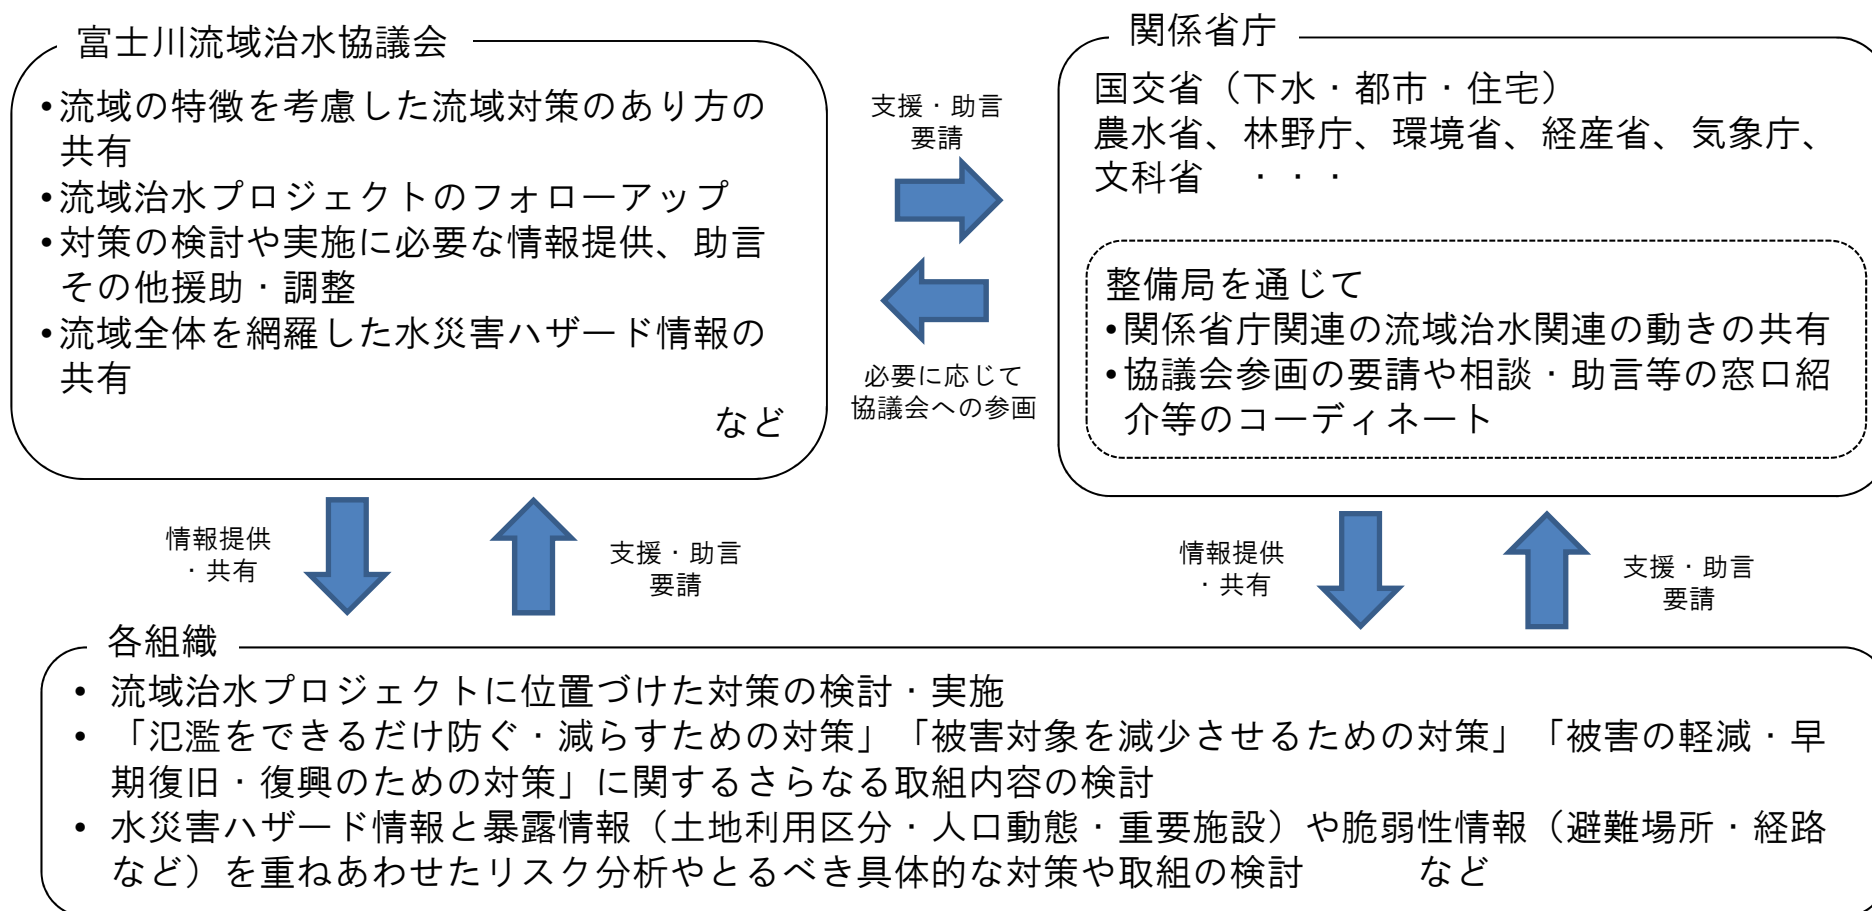 富士川流域治水協議会
•流域の特徴を考慮した流域対策のあり方の
共有
•流域治水プロジェクトのフォローアップ
•対策の検討や実施に必要な情報提供、助言
その他援助・調整
•流域全体を網羅した水災害ハザード情報の
共有
など
支援・助言
要請
必要に応じて
協議会への参画
関係省庁
国交省（下水・都市・住宅）
農水省、林野庁、環境省、経産省、気象庁、
文科省　・・・
整備局を通じて
•関係省庁関連の流域治水関連の動きの共有
•協議会参画の要請や相談・助言等の窓口紹
介等のコーディネート
情報提供
・共有
支援・助言
要請
情報提供
・共有
支援・助言
要請
各組織
• 流域治水プロジェクトに位置づけた対策の検討・実施
• 「氾濫をできるだけ防ぐ・減らすための対策」「被害対象を減少させるための対策」「被害の軽減・早
期復旧・復興のための対策」に関するさらなる取組内容の検討
• 水災害ハザード情報と暴露情報（土地利用区分・人口動態・重要施設）や脆弱性情報（避難場所・経路
など）を重ねあわせたリスク分析やとるべき具体的な対策や取組の検討　　　など